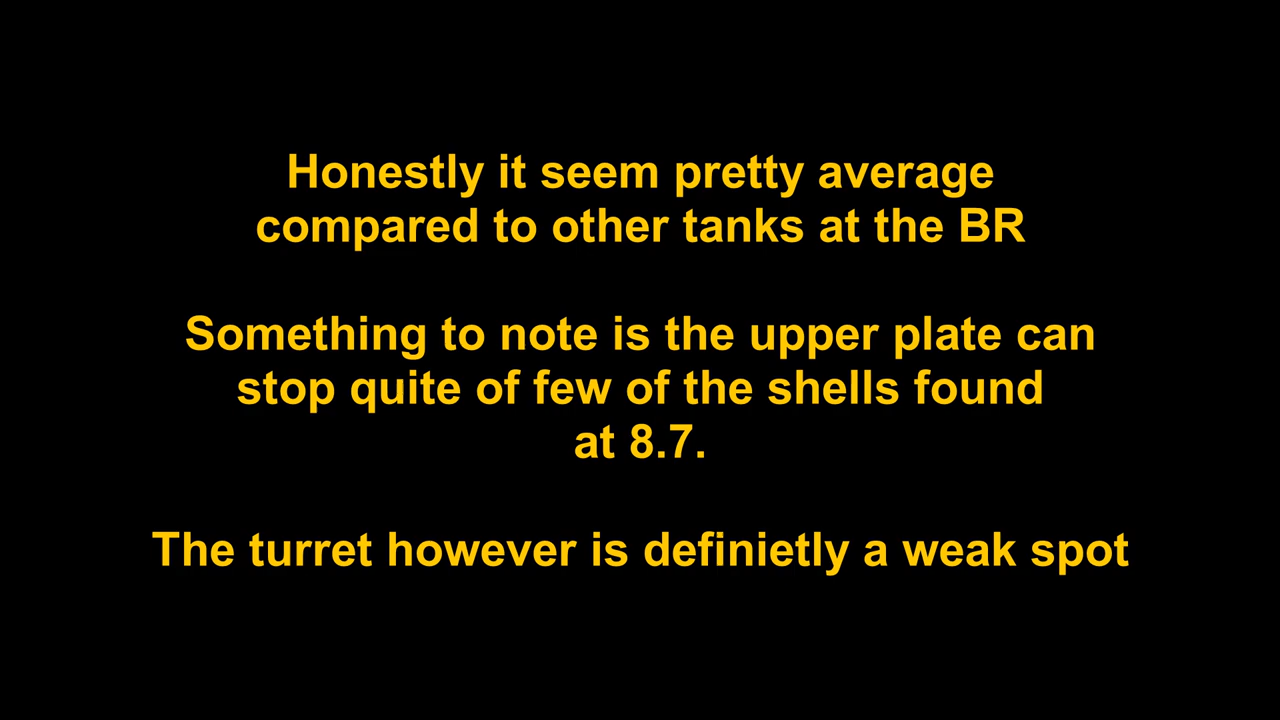 Honestly it seem pretty average
compared to other tanks at the BR
Something to note is the upper plate can
stop quite of few of the shells found
at 8.7.
The turret however is definietly a weak spot